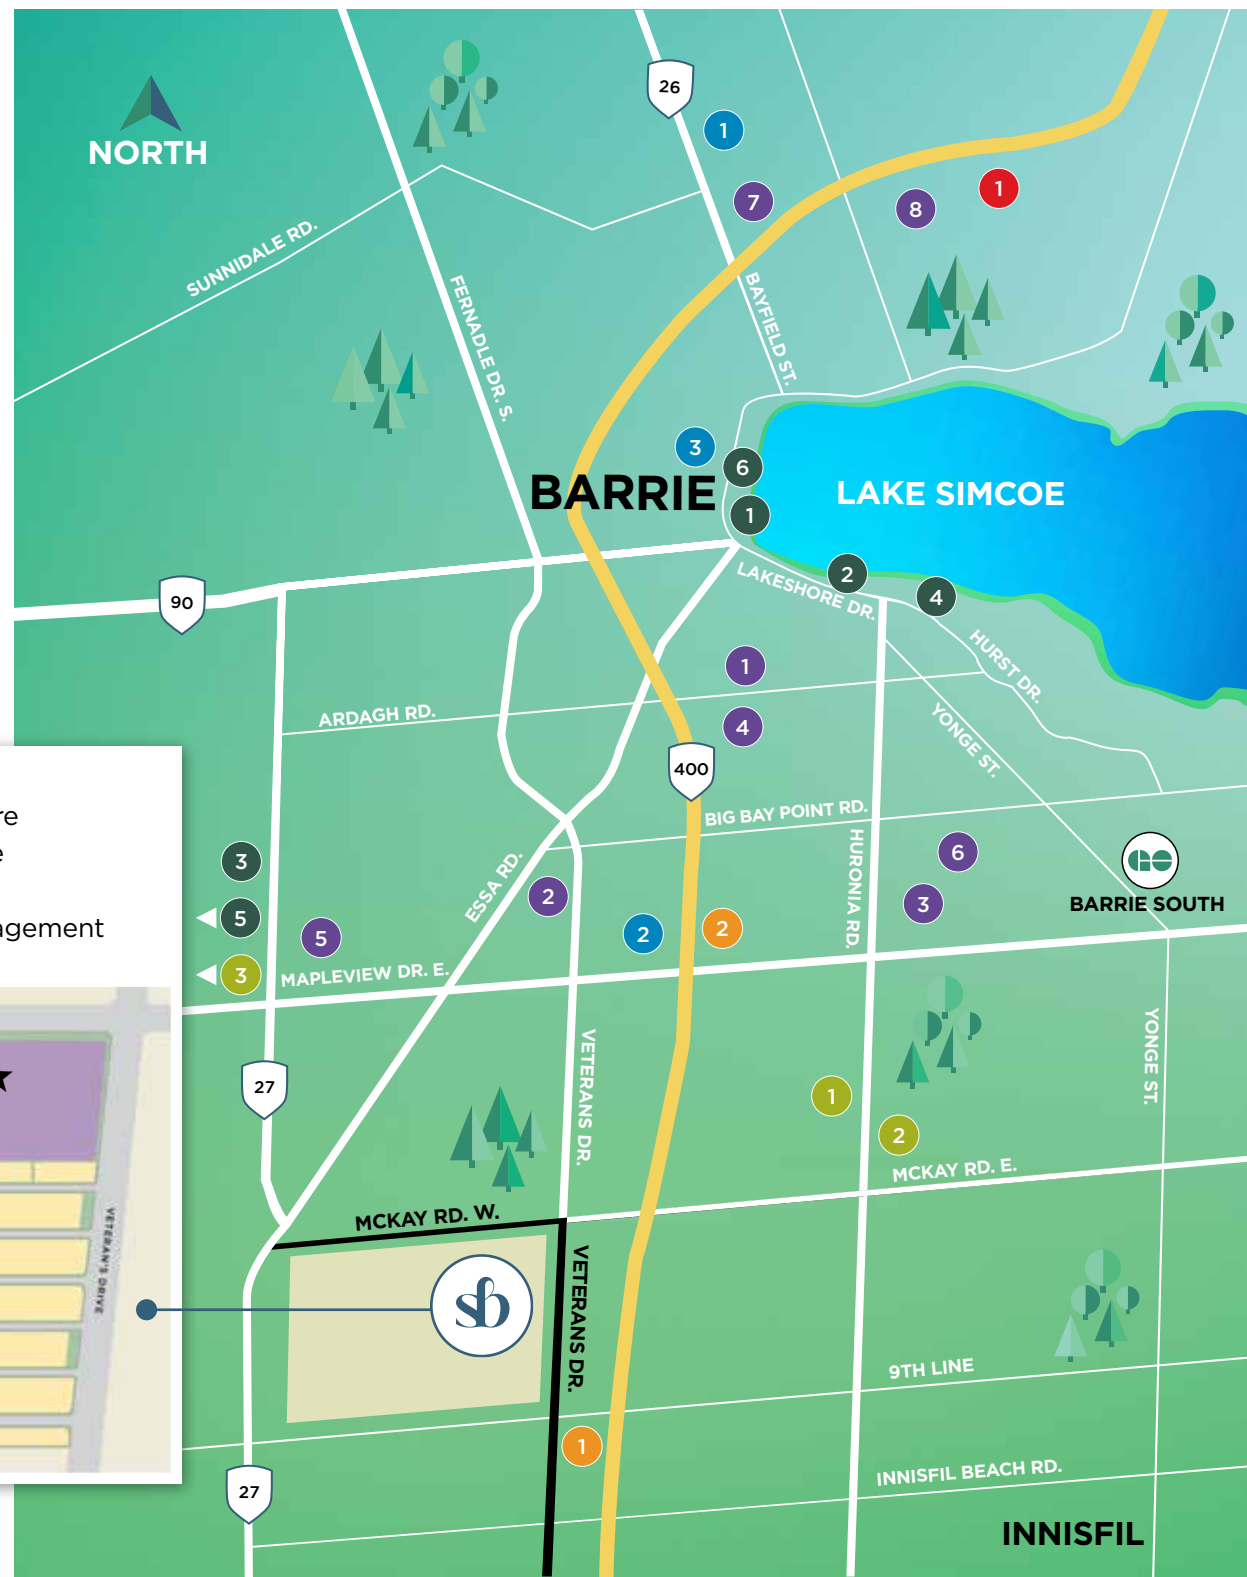 26
1
NORTH
7
8
1
SUNNIDALE RD.
FERNADLE DR. S.
BAYFIELD ST.
3
6
BARRIE
LAKE SIMCOE
1
90
LAKESHORE DR.
2
4
HURST DR.
1
ARDAGH RD.
4
YONGE ST.
400
BIG BAY POINT RD.
HURONIA RD.
3
ESSA RD.
2
6
5
5
2
2
3
BARRIE SOUTH
agement
3
MAPLEVIEW DR. E.
27
VETERANS DR.
1
2
YONGE ST.
MCKAY RD. E.
MCKAY RD. W.
VETERAN'S DRIVE
sb
VETERANS DR.
9TH LINE
1
27
INNISFIL BEACH RD.
INNISFIL